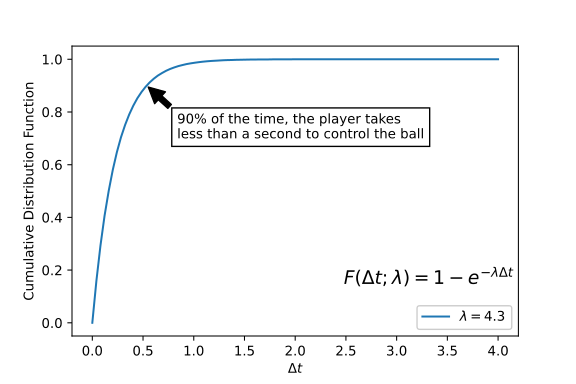 Cumulative Distribution Function
1.0
0.8
0.6
0.4
0.2
0.0
90% of the time, the player takes
less than a second to control the ball
F(Δt; λ) = 1 − e^{−λΔt}
λ = 4.3
0.0 0.5 1.0 1.5 2.0 2.5 3.0 3.5 4.0
Δt